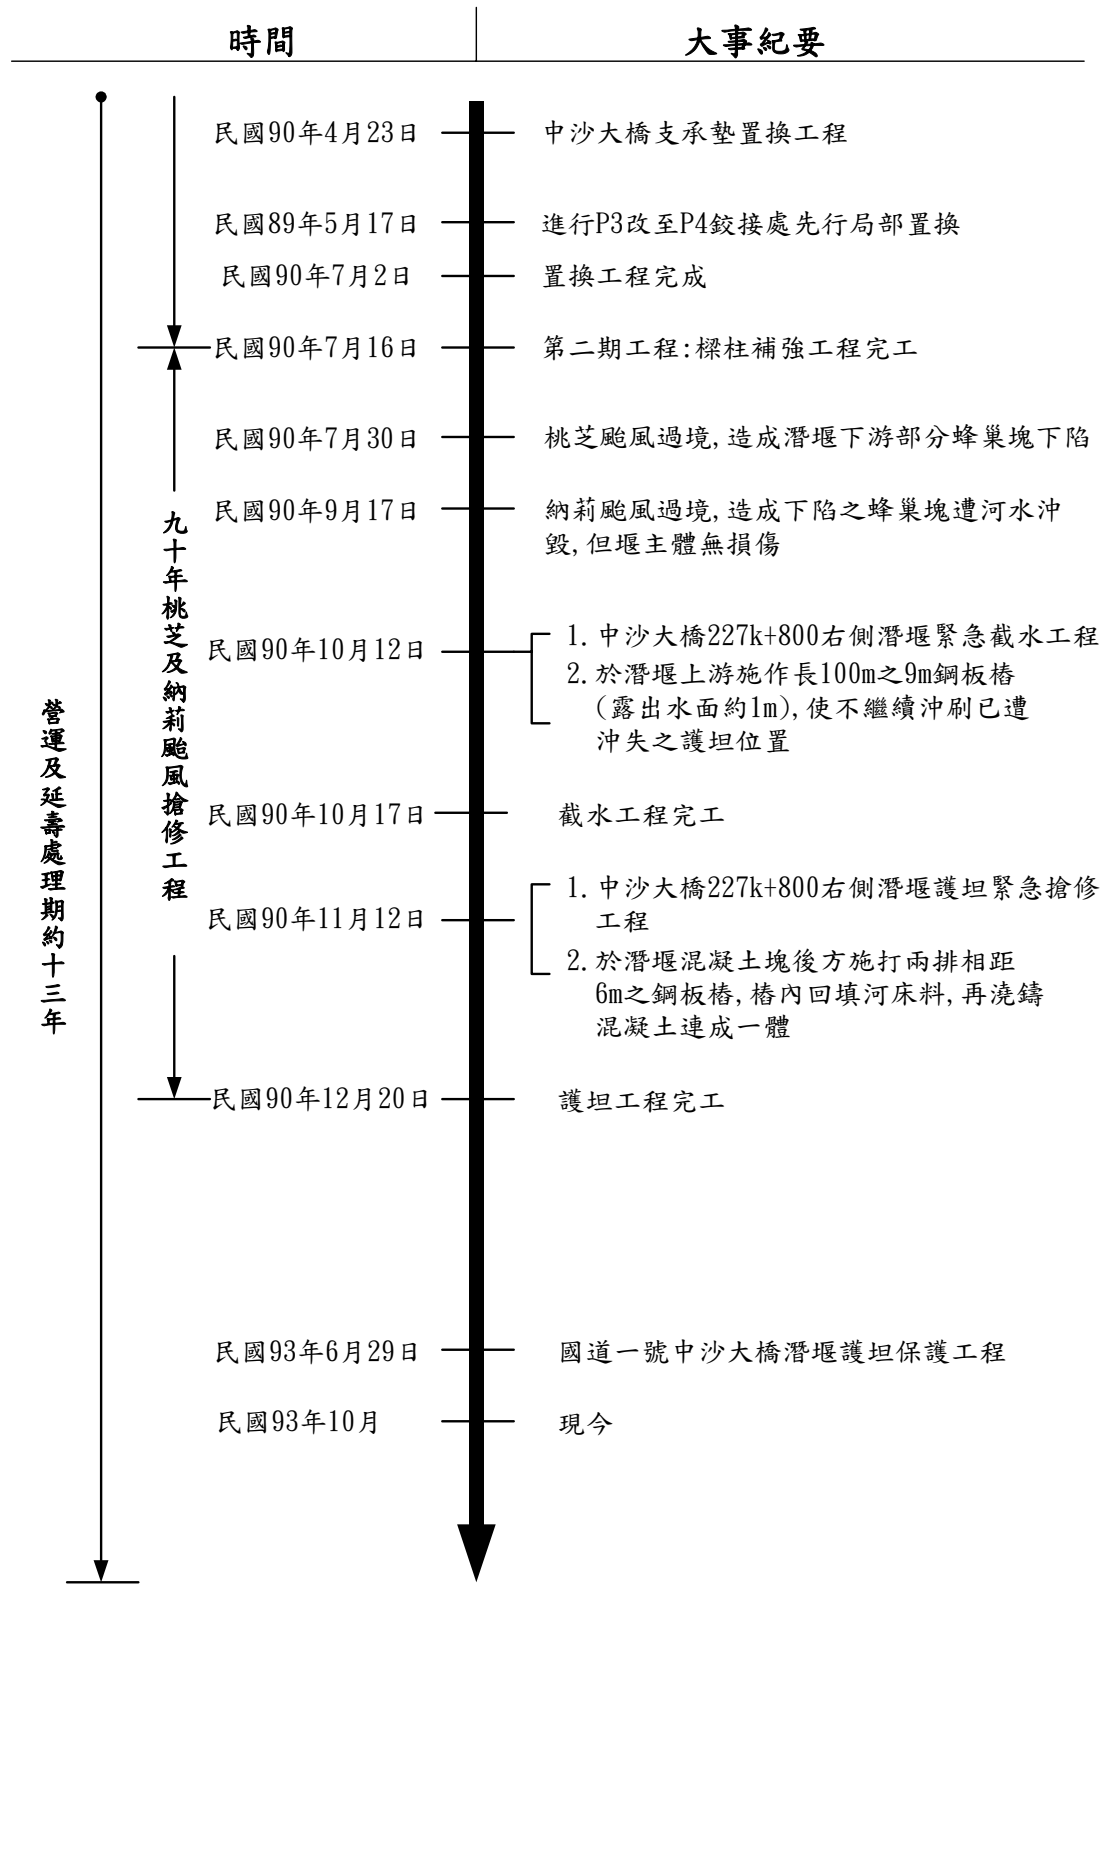 時間
大事紀要
民國90年4月23日
中沙大橋支承墊置換工程
民國89年5月17日
進行P3改至P4鉸接處先行局部置換
民國90年7月2日
置換工程完成
民國90年7月16日
第二期工程:樑柱補強工程完工
民國90年7月30日
桃芝颱風過境,造成潛堰下游部分蜂巢塊下陷
民國90年9月17日
納莉颱風過境,造成下陷之蜂巢塊遭河水沖
毀,但堰主體無損傷
民國90年10月12日
1.中沙大橋227k+800右側潛堰緊急截水工程
2.於潛堰上游施作長100m之9m鋼板樁
(露出水面約1m),使不繼續沖刷已遭
沖失之護坦位置
民國90年10月17日
截水工程完工
民國90年11月12日
1.中沙大橋227k+800右側潛堰護坦緊急搶修
工程
2.於潛堰混凝土塊後方施打兩排相距
6m之鋼板樁,樁內回填河床料,再澆鑄
混凝土連成一體
民國90年12月20日
護坦工程完工
民國93年6月29日
國道一號中沙大橋潛堰護坦保護工程
民國93年10月
現今
九十年桃芝及納莉颱風搶修工程
營運及延壽處理期約十三年